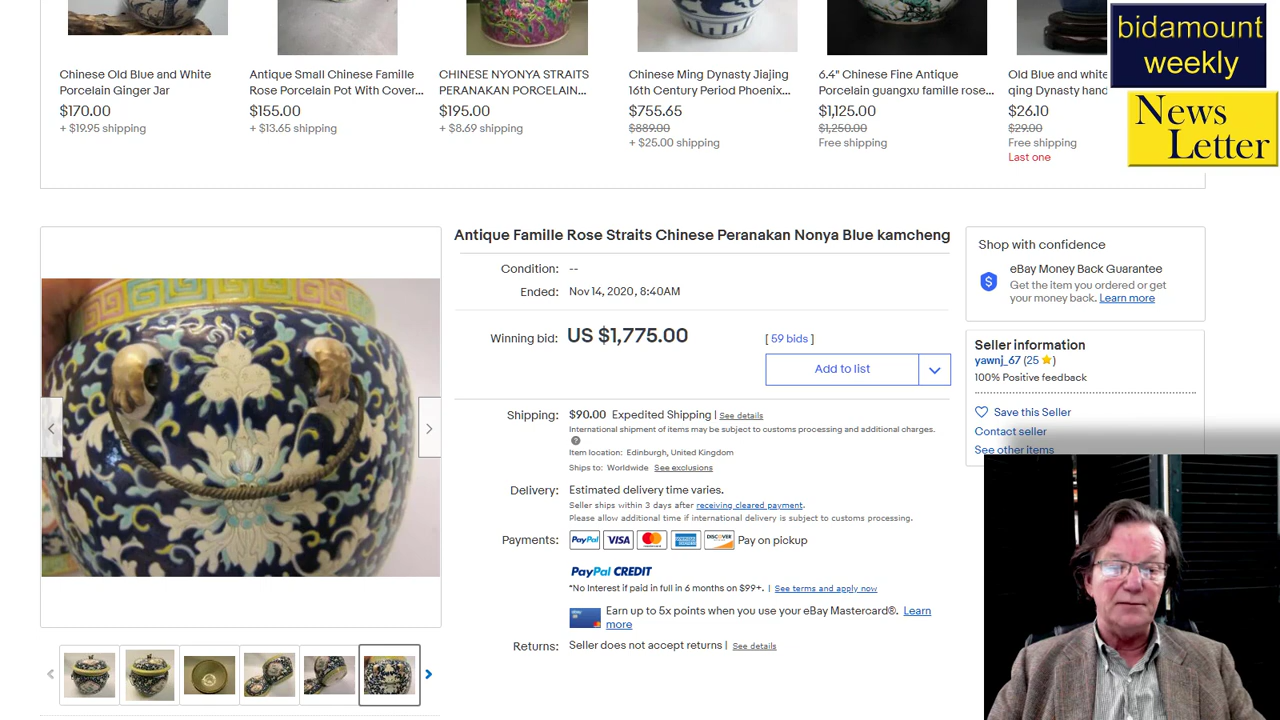 bidamount
weekly
News
Letter
Chinese Old Blue and White
Porcelain Ginger Jar
$170.00
+ $19.95 shipping
Antique Small Chinese Famille
Rose Porcelain Pot With Cover...
$155.00
+ $13.65 shipping
CHINESE NYONYA STRAITS
PERANAKAN PORCELAIN...
$195.00
+ $8.69 shipping
Chinese Ming Dynasty Jiajing
16th Century Period Phoenix...
$755.65
$889.00
+ $25.00 shipping
6.4" Chinese Fine Antique
Porcelain guangxu famille rose...
$1,125.00
$1,250.00
Free shipping
Old Blue and white
qing Dynasty hand
$26.10
$29.00
Free shipping
Last one
Antique Famille Rose Straits Chinese Peranakan Nonya Blue kamcheng
Condition: --
Ended: Nov 14, 2020, 8:40AM
Winning bid: US $1,775.00 [ 59 bids ]
Add to list
Shipping: $90.00 Expedited Shipping | See details
International shipment of items may be subject to customs processing and additional charges.
?
Item location: Edinburgh, United Kingdom
Ships to: Worldwide See exclusions
Delivery: Estimated delivery time varies.
Seller ships within 3 days after receiving cleared payment.
Please allow additional time if international delivery is subject to customs processing.
Payments: PayPal VISA MasterCard AMERICAN EXPRESS DISCOVER Pay on pickup
PayPal CREDIT
*No Interest if paid in full in 6 months on $99+. | See terms and apply now
Earn up to 5x points when you use your eBay Mastercard®. Learn
more
Returns: Seller does not accept returns | See details
Shop with confidence
eBay Money Back Guarantee
Get the item you ordered or get
your money back. Learn more
Seller information
yawnj_67 (25 )
100% Positive feedback
Save this Seller
Contact seller
See other items